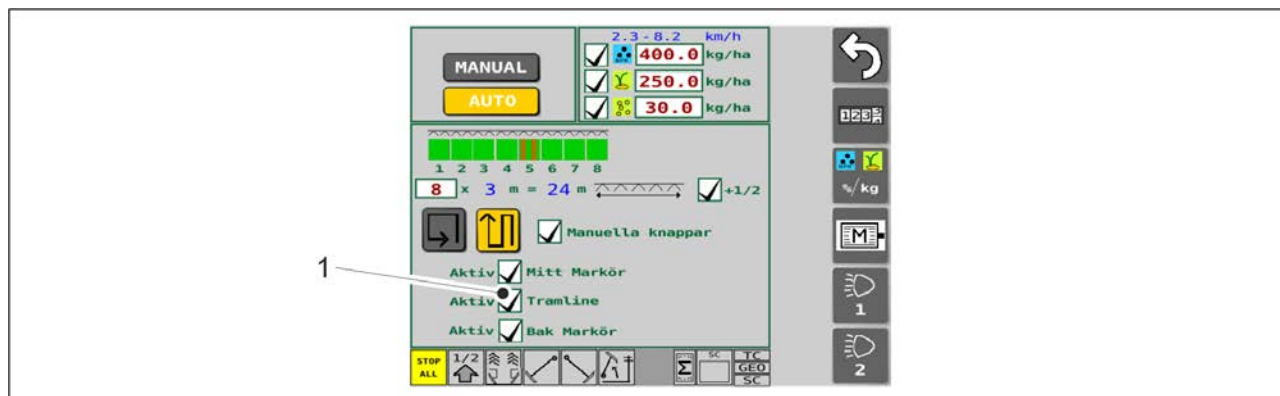 2.3-8.2 km/h
MANUAL
400.0 kg/ha
250.0 kg/ha
AUTO
30.0 kg/ha
1 2 3 4 5 6 7 8
8 x 3 m = 24 m +1/2
%/kg
Manuella knappar
M
1
Aktiv Mitt Markör
Aktiv Tramline
1
Aktiv Bak Markör
STOP ALL
1/2
Σ
SC
TC
GEO
SC
2